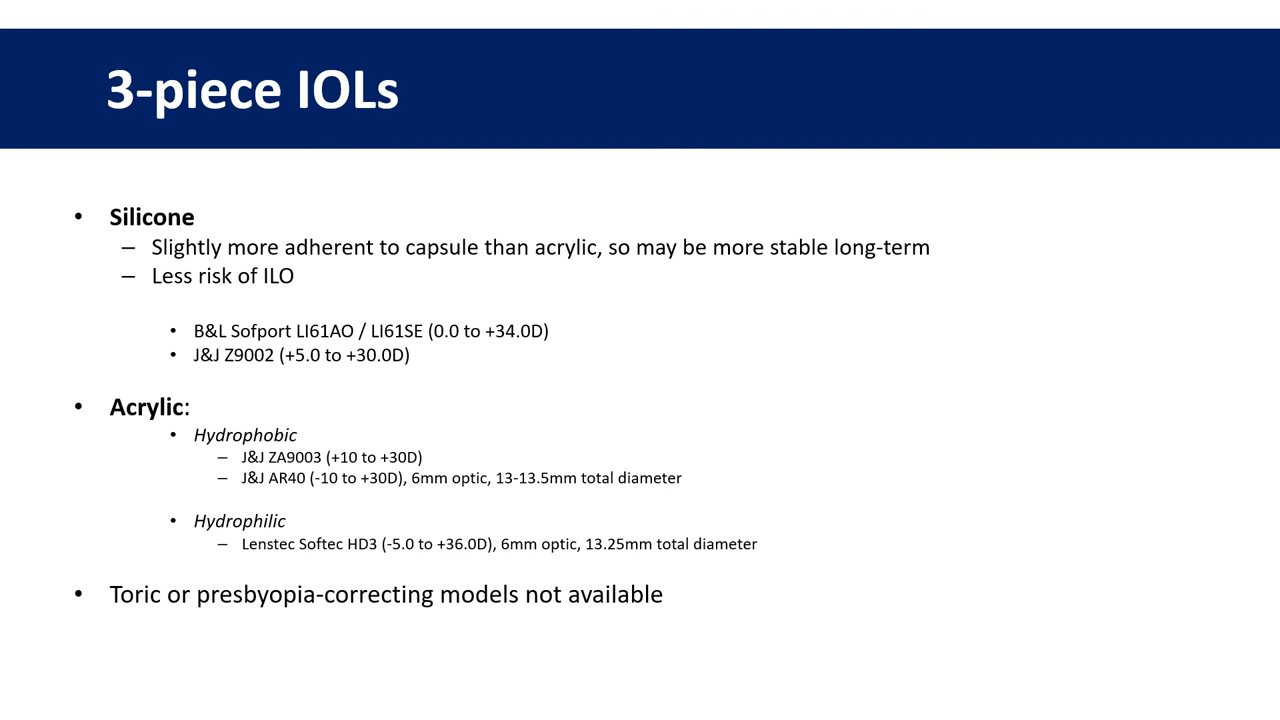 3-piece IOLs
• Silicone
– Slightly more adherent to capsule than acrylic, so may be more stable long-term
– Less risk of ILO
• B&L Sofport LI61AO / LI61SE (0.0 to +34.0D)
• J&J Z9002 (+5.0 to +30.0D)
• Acrylic:
• Hydrophobic
– J&J ZA9003 (+10 to +30D)
– J&J AR40 (-10 to +30D), 6mm optic, 13-13.5mm total diameter
• Hydrophilic
– Lenstec Softec HD3 (-5.0 to +36.0D), 6mm optic, 13.25mm total diameter
• Toric or presbyopia-correcting models not available